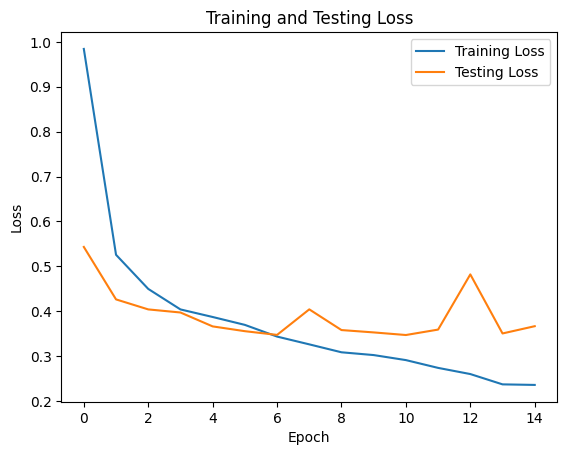 Training and Testing Loss
Training Loss
Testing Loss
1.0
0.9
0.8
0.7
0.6
0.5
0.4
0.3
0.2
Loss
0 2 4 6 8 10 12 14
Epoch